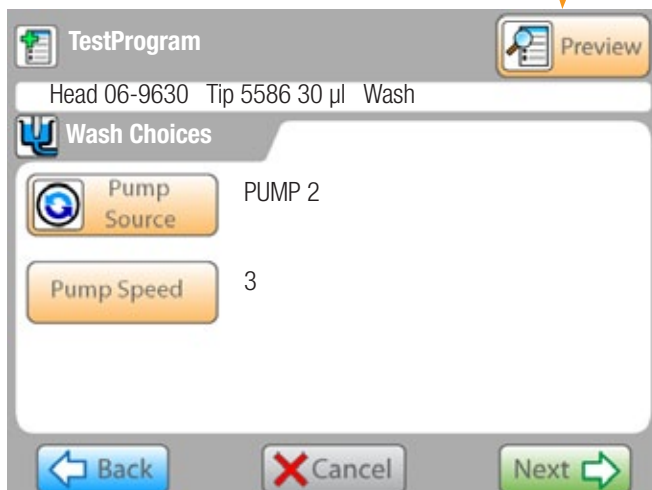 TestProgram
Preview
Head 06-9630 Tip 5586 30 µl Wash
Wash Choices
Pump Source
PUMP 2
Pump Speed
3
Back
Cancel
Next